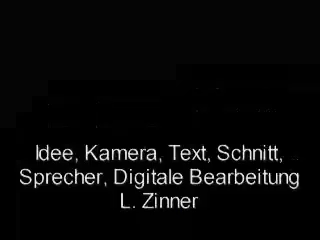 Idee, Kamera, Text, Schnitt,
Sprecher, Digitale Bearbeitung
L. Zinner